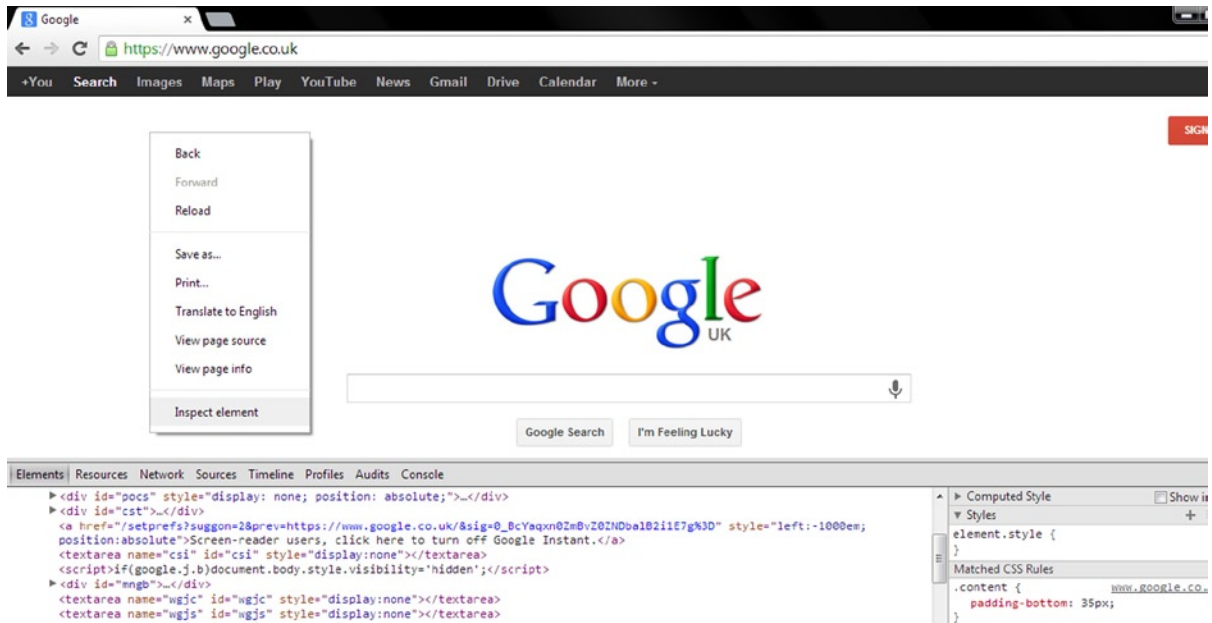 Google
https://www.google.co.uk
+You Search Images Maps Play YouTube News Gmail Drive Calendar More
SIGN
Back
Forward
Reload
Save as...
Print...
Translate to English
View page source
View page info
Inspect element
Google
UK
Google Search I'm Feeling Lucky
Elements Resources Network Sources Timeline Profiles Audits Console
<div id="pocs" style="display: none; position: absolute;">…</div>
<div id="cst">…</div>
<a href="/setprefs?suggon=2&prev=https://www.google.co.uk/&sig= style="left:-1000em;
position:absolute">Screen-reader users, click here to turn off Google Instant.</a>
<textarea name="csi" id="csi" style="display:none"></textarea>
<script>if(google.j.b)document.body.style.visibility='hidden';</script>
<div id="mngb">…</div>
<textarea name="wgjc" id="wgjc" style="display:none"></textarea>
<textarea name="wgjs" id="wgjs" style="display:none"></textarea>
Computed Style Show in
Styles +
element.style {
}
Matched CSS Rules
.content { www.google.co…
padding-bottom: 35px;
}